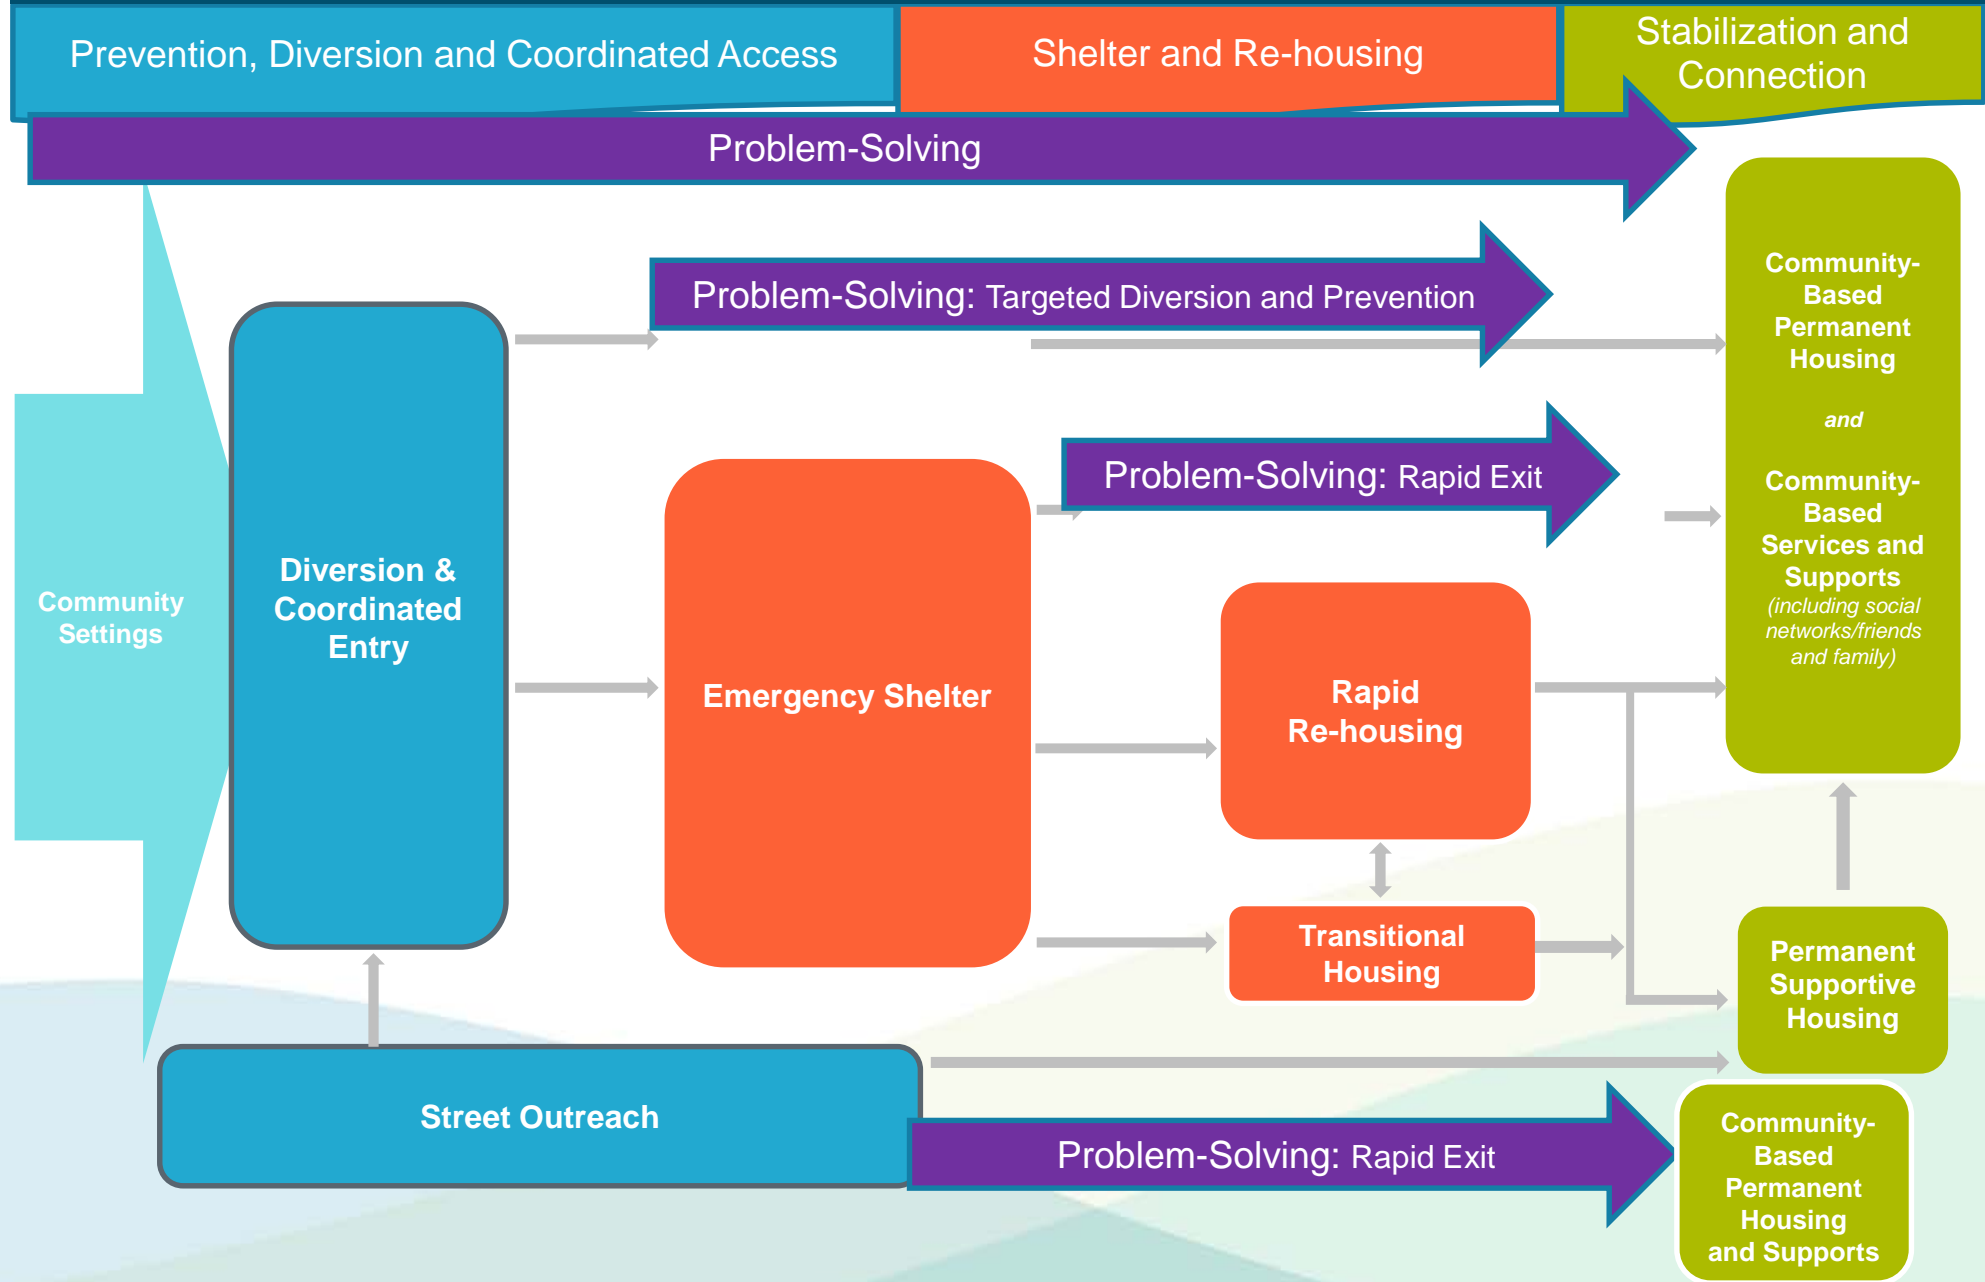 Prevention, Diversion and Coordinated Access
Shelter and Re-housing
Stabilization and
Connection
Problem-Solving
Problem-Solving: Targeted Diversion and Prevention
Problem-Solving: Rapid Exit
Community
Settings
Diversion &
Coordinated
Entry
Emergency Shelter
Rapid
Re-housing
Transitional
Housing
Community-
Based
Permanent
Housing
and
Community-
Based
Services and
Supports
(including social
networks/friends
and family)
Permanent
Supportive
Housing
Street Outreach
Problem-Solving: Rapid Exit
Community-
Based
Permanent
Housing
and Supports